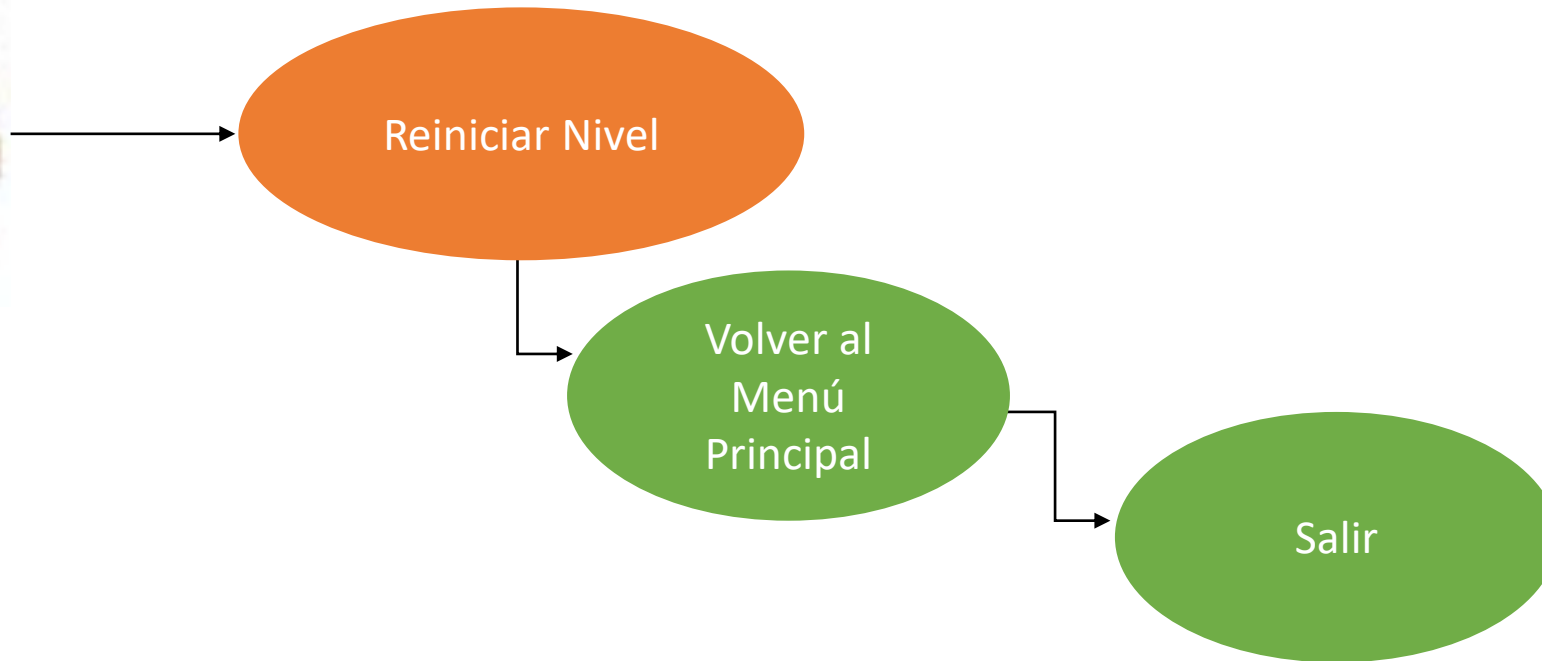 Reiniciar Nivel
Volver al
Menú
Principal
Salir